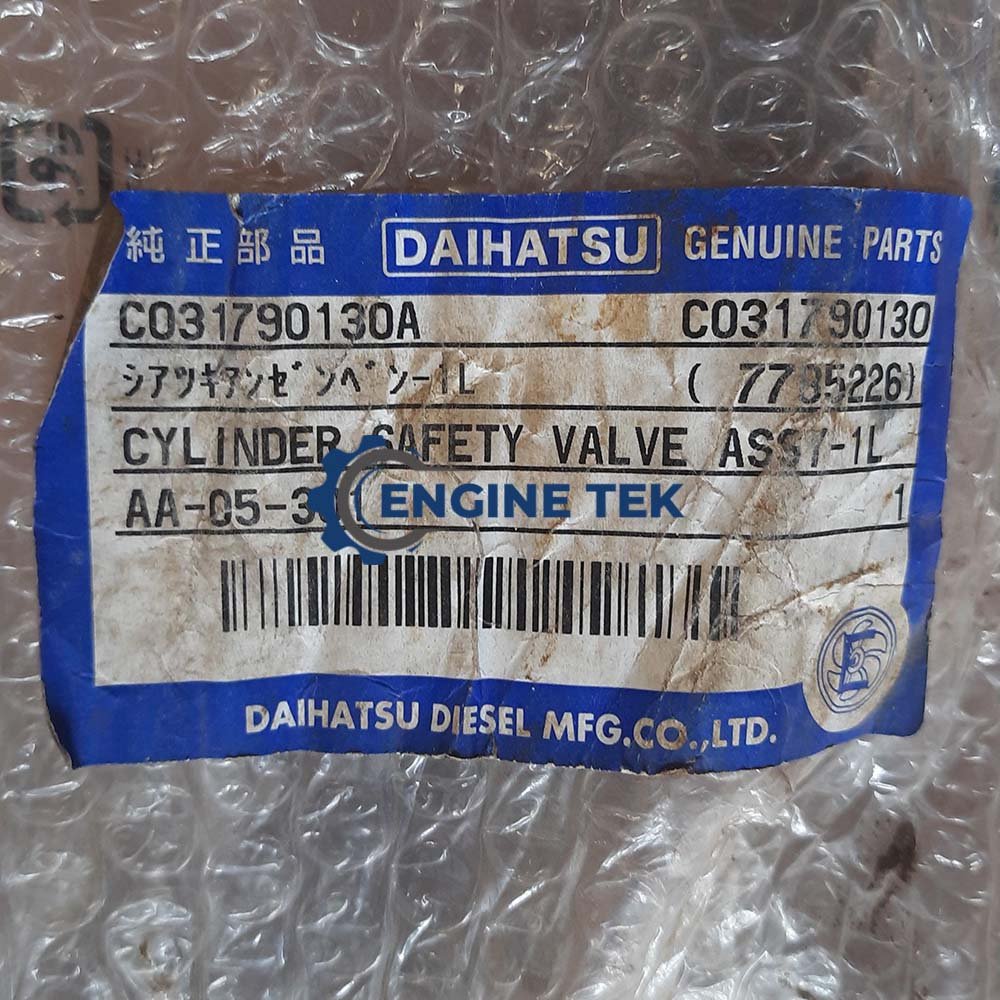 純正部品 DAIHATSU GENUINE PARTS
C031790130A C031790130
ｼｱﾂｷｱﾝｾﾞﾝﾍﾞﾝ-1L (7785226)
CYLINDER SAFETY VALVE ASSY-1L
AA-05-3 1
ENGINE TEK
DAIHATSU DIESEL MFG.CO.,LTD.